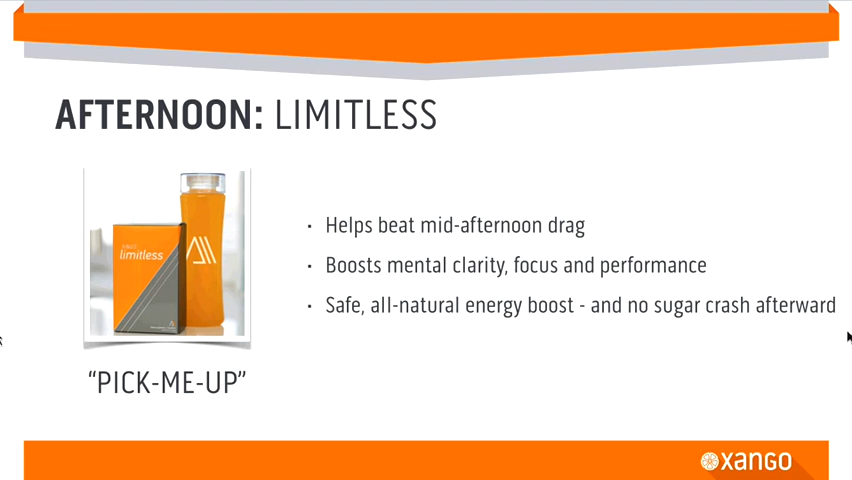 AFTERNOON: LIMITLESS
limitless
· Helps beat mid-afternoon drag
· Boosts mental clarity, focus and performance
· Safe, all-natural energy boost - and no sugar crash afterward
“PICK-ME-UP”
xango